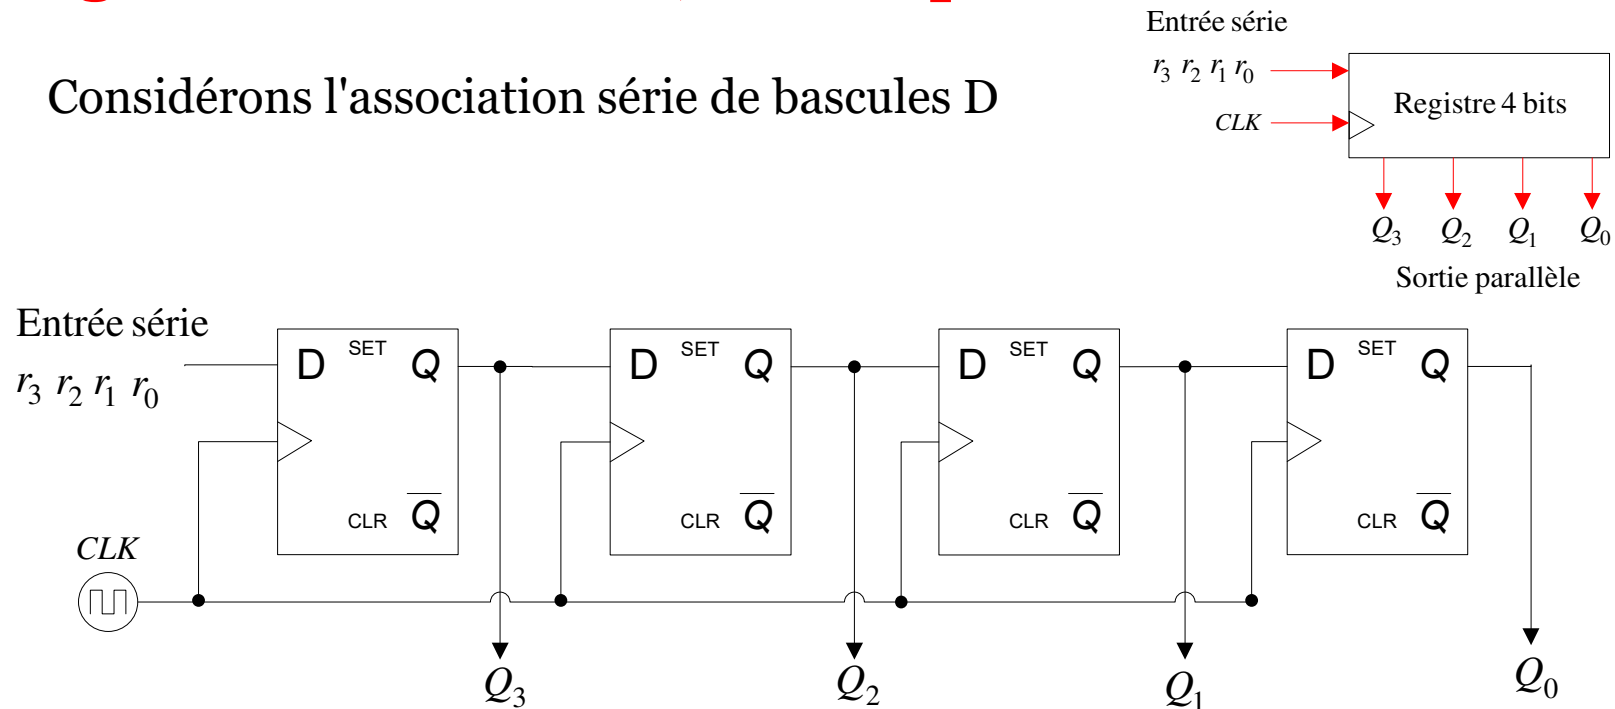 Considérons l'association série de bascules D
Entrée série
r3 r2 r1 r0
CLK
Registre 4 bits
Q3 Q2 Q1 Q0
Sortie parallèle
Entrée série
r3 r2 r1 r0
D SET Q
CLR Q̅
D SET Q
CLR Q̅
D SET Q
CLR Q̅
D SET Q
CLR Q̅
CLK
Q3 Q2 Q1 Q0